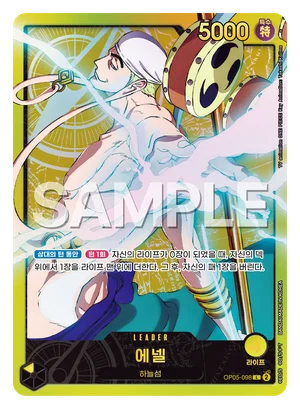 5000
특수
特
SAMPLE
상대의 턴 동안 턴 1회 자신의 라이프가 0장이 되었을 때, 자신의 덱
위에서 1장을 라이프 맨 위에 더한다. 그 후, 자신의 패 1장을 버린다.
LEADER
에넬
하늘섬
라이프
OP05-098 L
2